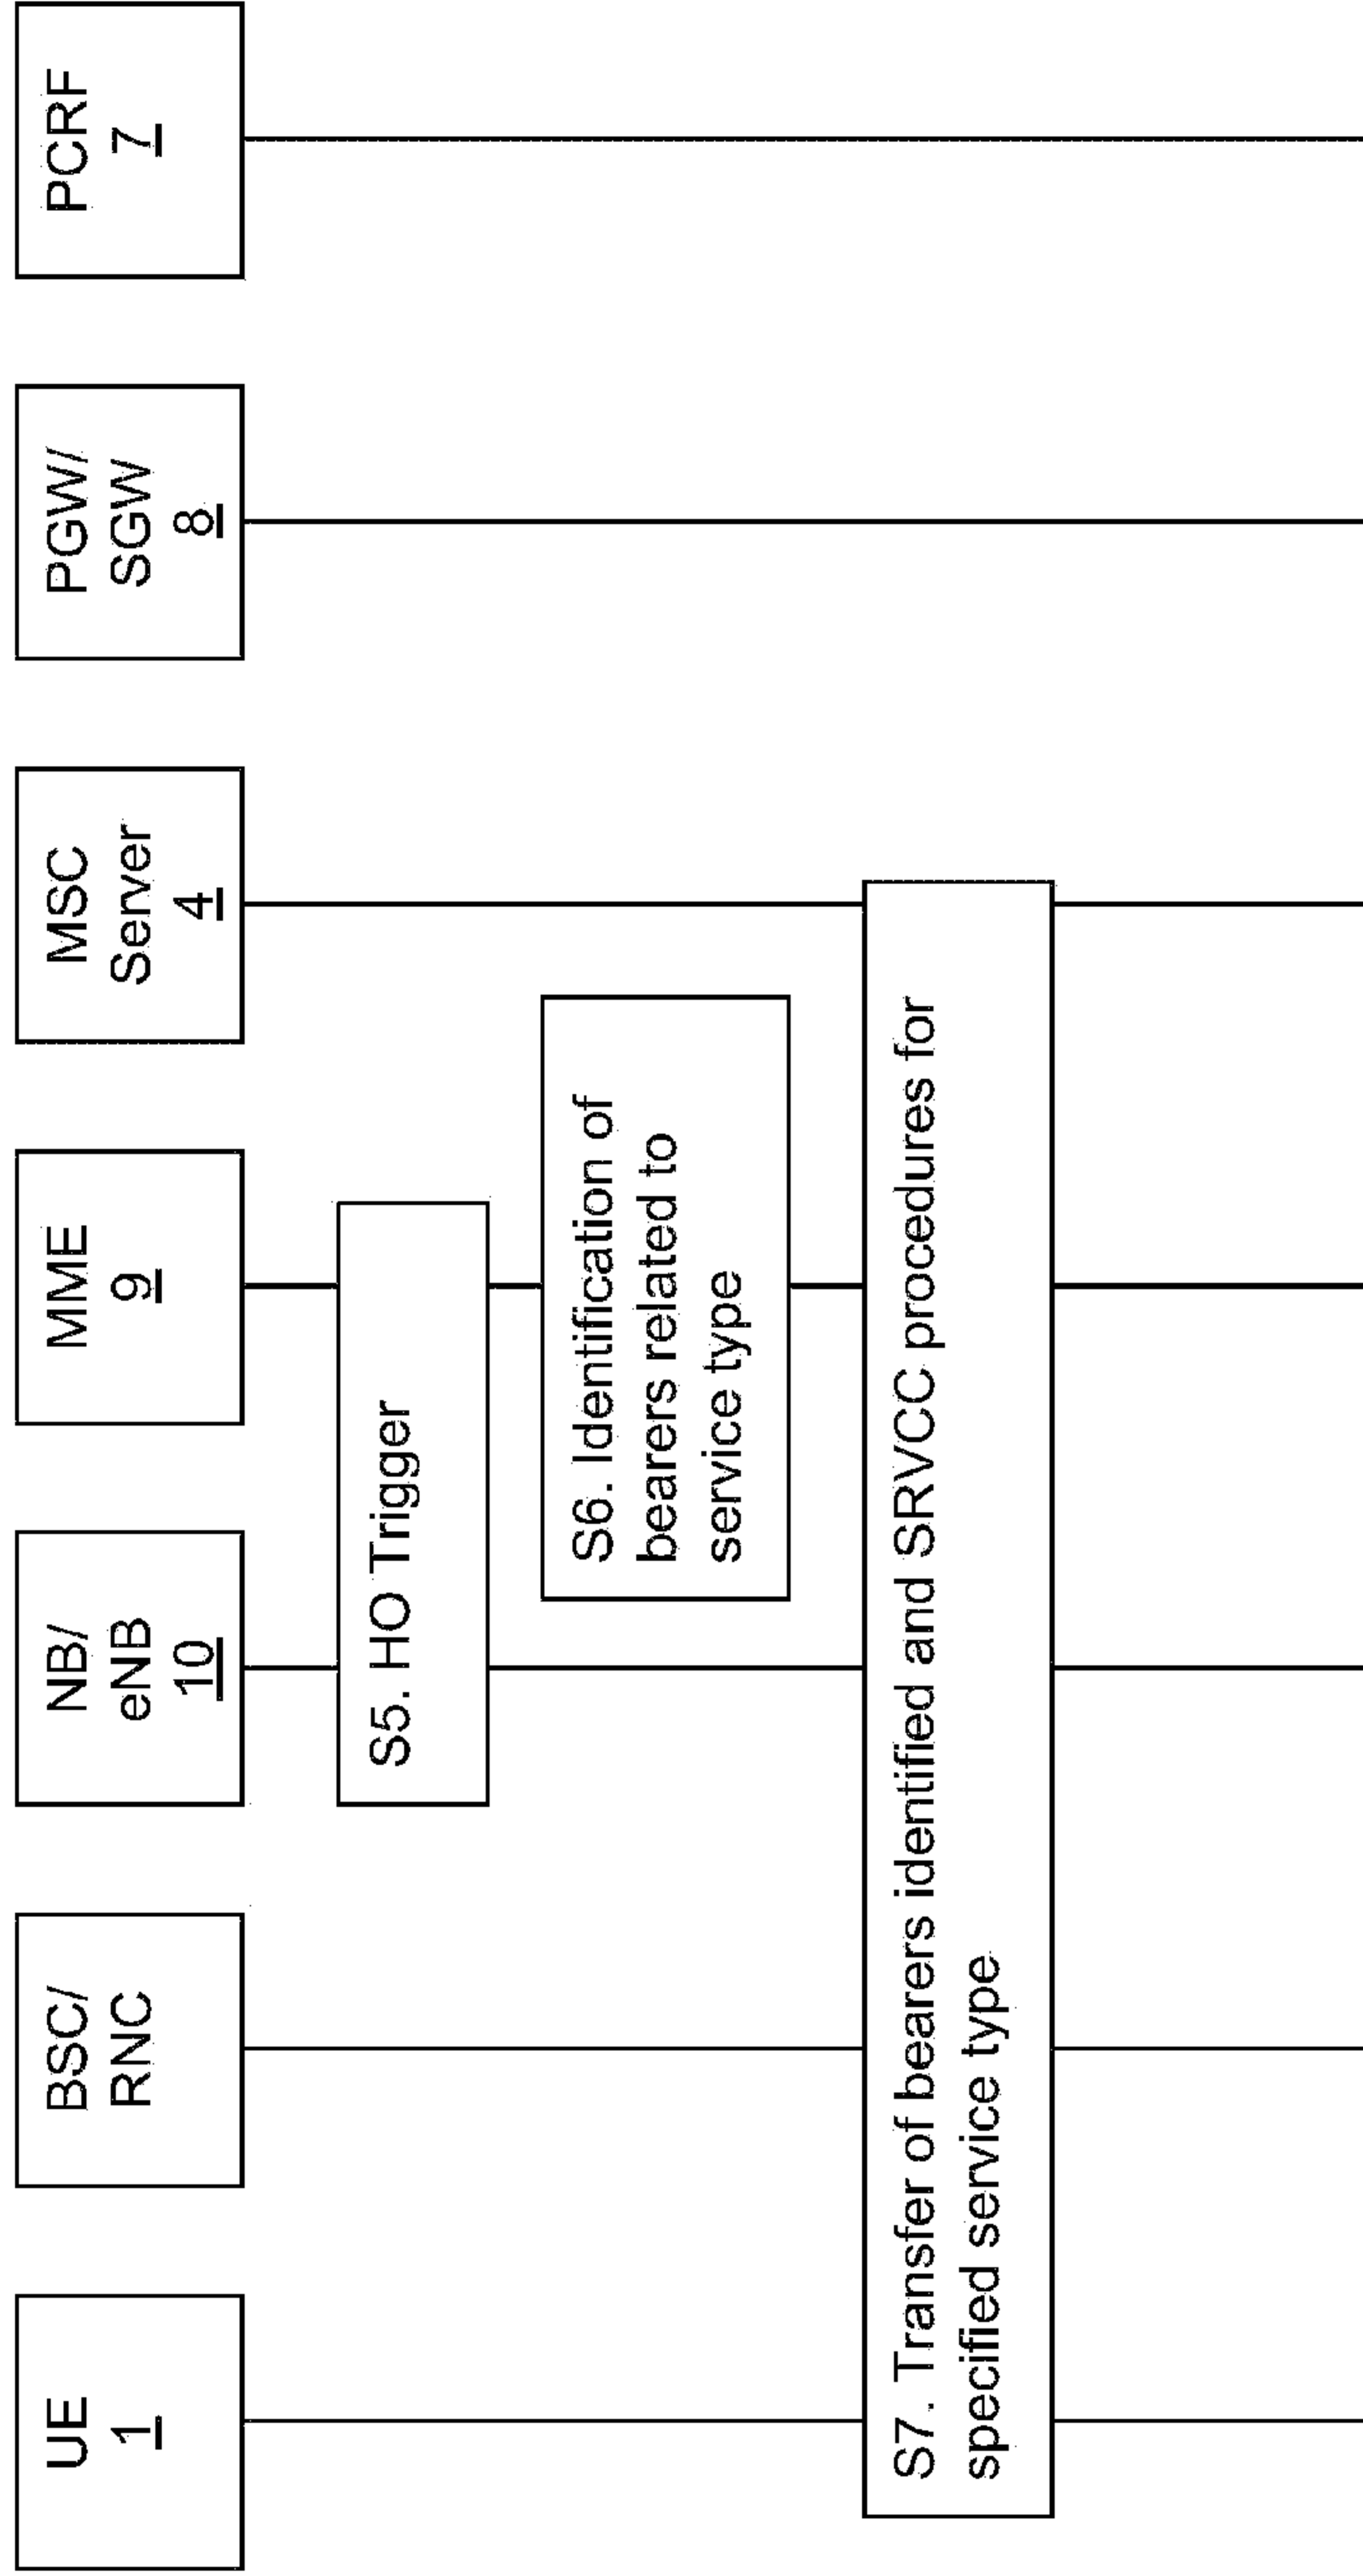 UE
1
BSC/
RNC
NB/
eNB
10
MME
9
MSC
Server
4
PGW/
SGW
8
PCRF
7
S5. HO Trigger
S6. Identification of
bearers related to
service type
S7. Transfer of bearers identified and SRVCC procedures for
specified service type